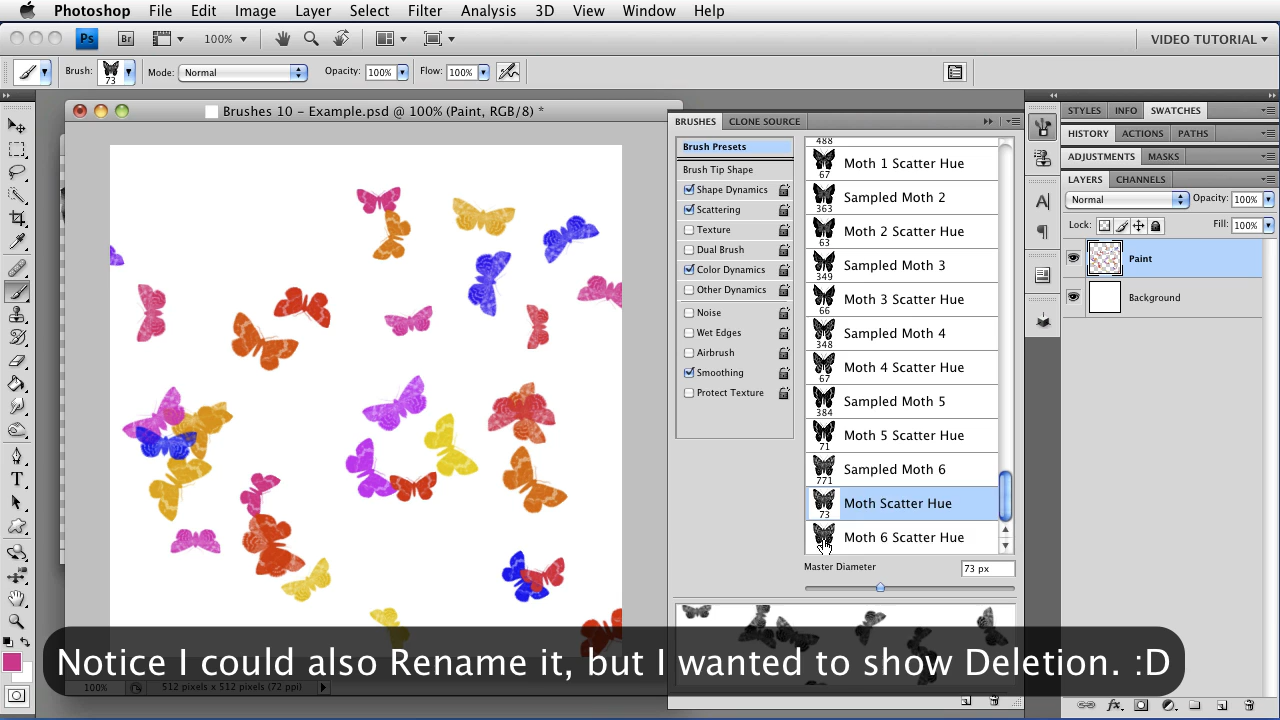 Photoshop File Edit Image Layer Select Filter Analysis 3D View Window Help
Ps Br 100% VIDEO TUTORIAL
Brush: 73 Mode: Normal Opacity: 100% Flow: 100%
Brushes 10 - Example.psd @ 100% (Paint, RGB/8) *
BRUSHES CLONE SOURCE
Brush Presets
Brush Tip Shape
Shape Dynamics
Scattering
Texture
Dual Brush
Color Dynamics
Other Dynamics
Noise
Wet Edges
Airbrush
Smoothing
Protect Texture
488
Moth 1 Scatter Hue
67
Sampled Moth 2
363
Moth 2 Scatter Hue
63
Sampled Moth 3
349
Moth 3 Scatter Hue
66
Sampled Moth 4
348
Moth 4 Scatter Hue
67
Sampled Moth 5
384
Moth 5 Scatter Hue
71
Sampled Moth 6
771
Moth Scatter Hue
73
Moth 6 Scatter Hue
Master Diameter 73 px
STYLES INFO SWATCHES
HISTORY ACTIONS PATHS
ADJUSTMENTS MASKS
LAYERS CHANNELS
Normal Opacity: 100%
Lock: Fill: 100%
Paint
Background
Notice I could also Rename it, but I wanted to show Deletion. :D
100% 512 pixels x 512 pixels (72 ppi)